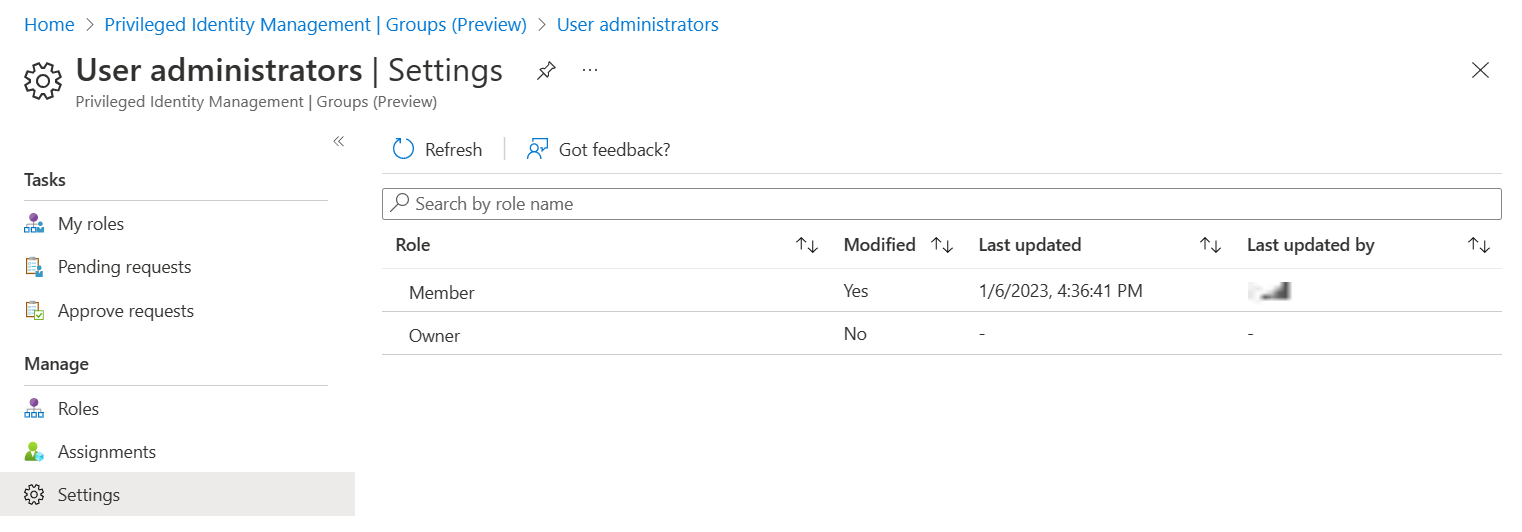 Home > Privileged Identity Management | Groups (Preview) > User administrators
User administrators | Settings
Privileged Identity Management | Groups (Preview)
Refresh Got feedback?
Search by role name
Tasks
My roles
Pending requests
Approve requests
Manage
Roles
Assignments
Settings
Role Modified Last updated Last updated by
Member Yes 1/6/2023, 4:36:41 PM
Owner No - -